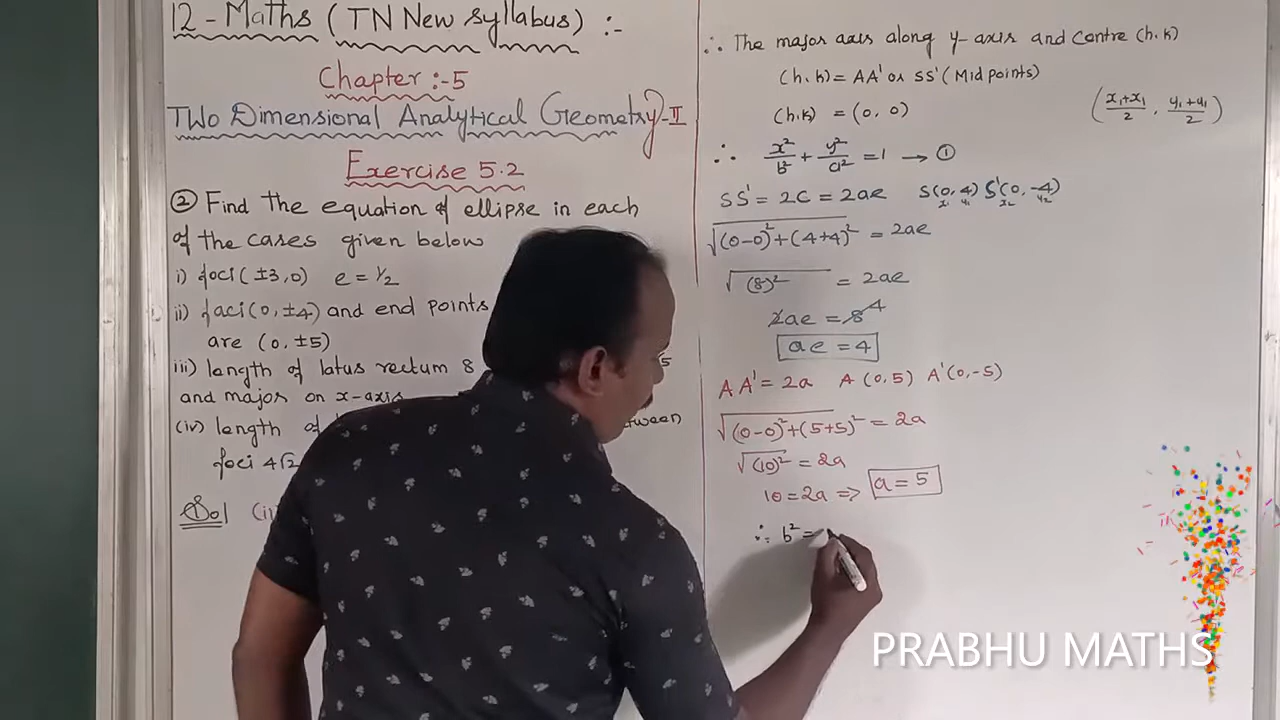 12 - Maths ( TN New syllabus) :-
Chapter :- 5
Two Dimensional Analytical Geometry - II
Exercise 5.2
② Find the equation of ellipse in each
of the cases given below
i) foci (±3, 0) e = 1/2
ii) foci (0, ±4) and end points
are (0, ±5)
iii) length of latus rectum 8
and major on x-axis
(iv) length
foci 4√2
Sol
∴ The major axis along y-axis and centre (h, k)
(h, k) = AA' or SS' (Mid points)
(h, k) = (0, 0)
(x₁+x₁/2, y₁+y₁/2)
∴ x²/b² + y²/a² = 1 → ①
SS' = 2c = 2ae S(0, 4) S'(0, -4)
x₁ y₁ x₂ y₂
√(0-0)²+(4+4)² = 2ae
√(8)² = 2ae
2ae = 8 4
ae = 4
AA' = 2a A (0, 5) A'(0, -5)
√(0-0)²+(5+5)² = 2a
√(10)² = 2a
10 = 2a ⇒ a = 5
∴ b² =
PRABHU MATHS